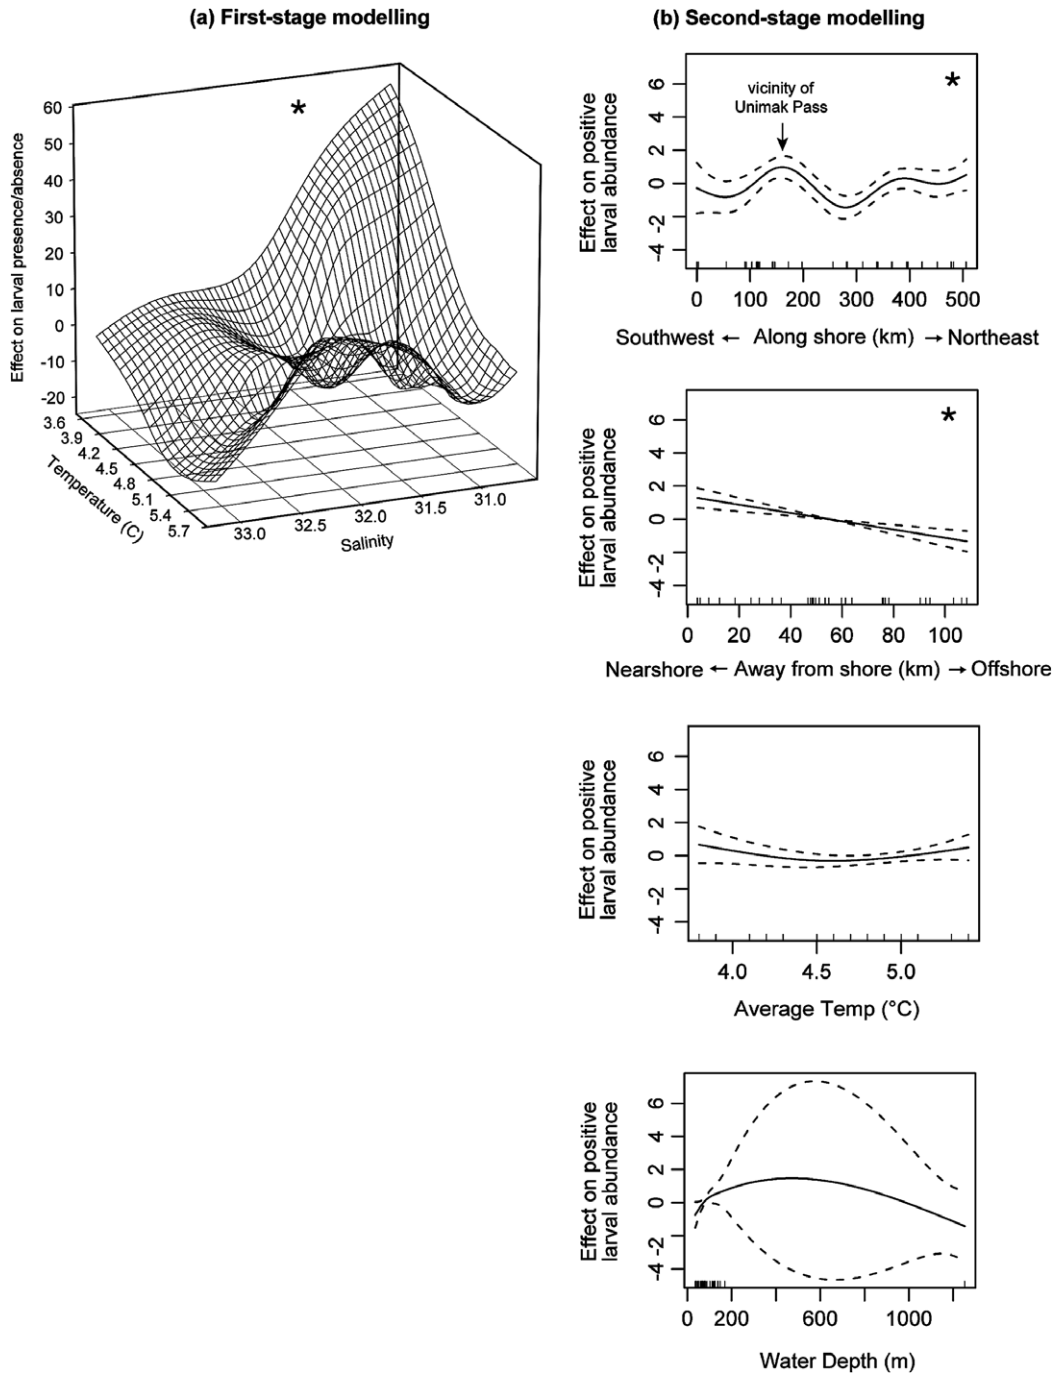 (a) First-stage modelling
*
Effect on larval presence/absence
60
50
40
30
20
10
0
-10
-20
3.6
3.9
4.2
4.5
4.8
5.1
5.4
5.7
Temperature (C)
33.0
32.5
32.0
31.5
31.0
Salinity
(b) Second-stage modelling
Effect on positive
larval abundance
6
4
2
0
-2
-4
vicinity of
Unimak Pass
*
0 100 200 300 400 500
Southwest ← Along shore (km) → Northeast
Effect on positive
larval abundance
6
4
2
0
-2
-4
*
0 20 40 60 80 100
Nearshore ← Away from shore (km) → Offshore
Effect on positive
larval abundance
6
4
2
0
-2
-4
4.0 4.5 5.0
Average Temp (°C)
Effect on positive
larval abundance
6
4
2
0
-2
-4
0 200 600 1000
Water Depth (m)